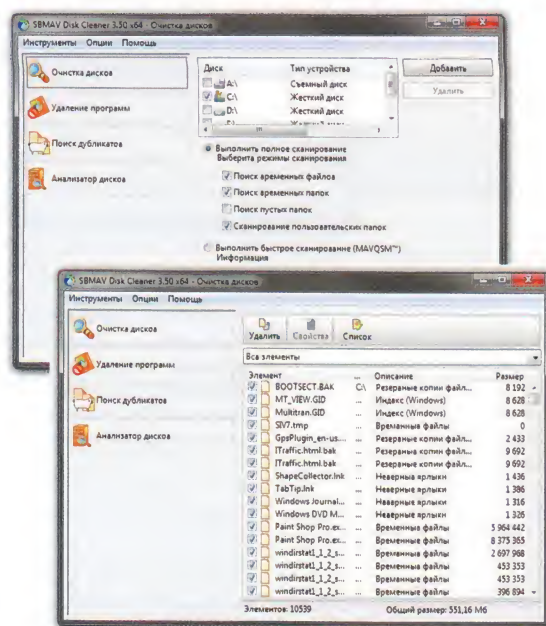 SBMAV Disk Cleaner 3.50 x64 - Очистка дисков
Инструменты Опции Помощь
Очистка дисков
Удаление программ
Поиск дубликатов
Анализатор дисков
Диск Тип устройства
A:\ Съемный диск
C:\ Жесткий диск
D:\ Жесткий диск
Добавить
Удалить
Выполнить полное сканирование
Выберите режимы сканирования
Поиск временных файлов
Поиск временных папок
Поиск пустых папок
Сканирование пользовательских папок
Выполнить быстрое сканирование (MAVQSM™)
Информация
SBMAV Disk Cleaner 3.50 x64 - Очистка дисков
Инструменты Опции Помощь
Очистка дисков
Удаление программ
Поиск дубликатов
Анализатор дисков
Удалить Свойства Список
Все элементы
Элемент ... Описание Размер
BOOTSECT.BAK C:\ Резервные копии файл... 8 192
MT_VIEW.GID ... Индекс (Windows) 8 628
Multitran.GID ... Индекс (Windows) 8 628
SIV7.tmp ... Временные файлы 0
GpsPlugin_en-us.... ... Резервные копии файл... 2 433
ITraffic.html.bak ... Резервные копии файл... 9 692
ITraffic.html.bak ... Резервные копии файл... 9 692
ShapeCollector.lnk ... Неверные ярлыки 1 436
TabTip.lnk ... Неверные ярлыки 1 386
Windows Journal... ... Неверные ярлыки 1 316
Windows DVD M... ... Неверные ярлыки 1 326
Paint Shop Pro.ex... ... Временные файлы 5 964 442
Paint Shop Pro.ex... ... Временные файлы 8 375 365
windirstat1_1_2_s... ... Временные файлы 2 697 968
windirstat1_1_2_s... ... Временные файлы 453 353
windirstat1_1_2_s... ... Временные файлы 453 353
windirstat1_1_2_s... ... Временные файлы 396 894
Элементов: 10539 Общий размер: 551,16 Мб